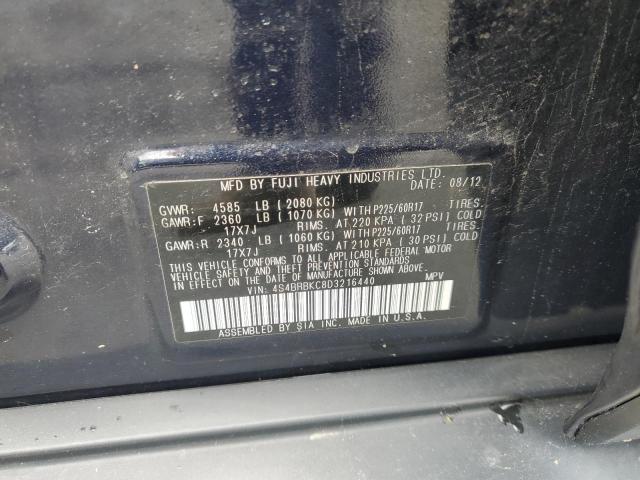 MFD BY FUJI HEAVY INDUSTRIES LTD.
DATE: 08/12
GVWR: 4585 LB ( 2080 KG)
GAWR:F 2360 LB ( 1070 KG) WITH P225/60R17 TIRES.
17X7J RIMS. AT 220 KPA ( 32 PSI) COLD
GAWR:R 2340 LB ( 1060 KG) WITH P225/60R17 TIRES.
17X7J RIMS. AT 210 KPA ( 30 PSI) COLD
THIS VEHICLE CONFORMS TO ALL APPLICABLE FEDERAL MOTOR
VEHICLE SAFETY AND THEFT PREVENTION STANDARDS IN EFFECT ON
THE DATE OF MANUFACTURE SHOWN ABOVE.
VIN: 4S4BRBKC8D3216440 MPV
ASSEMBLED BY SIA INC. MADE IN U.S.A.